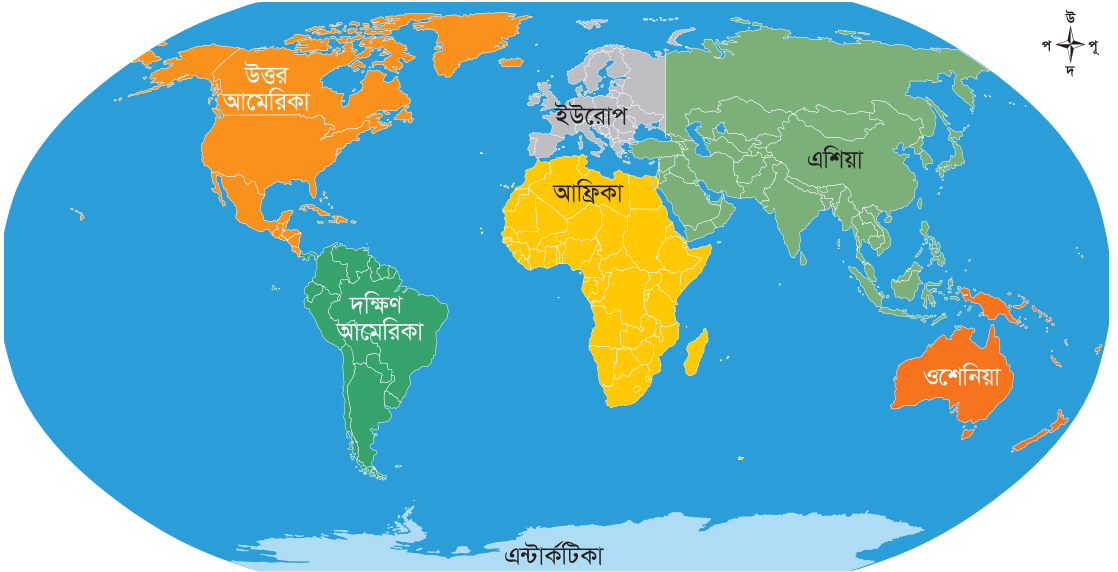 উ
প পূ
দ
উত্তর
আমেরিকা
ইউরোপ
এশিয়া
আফ্রিকা
দক্ষিণ
আমেরিকা
ওশেনিয়া
এন্টার্কটিকা